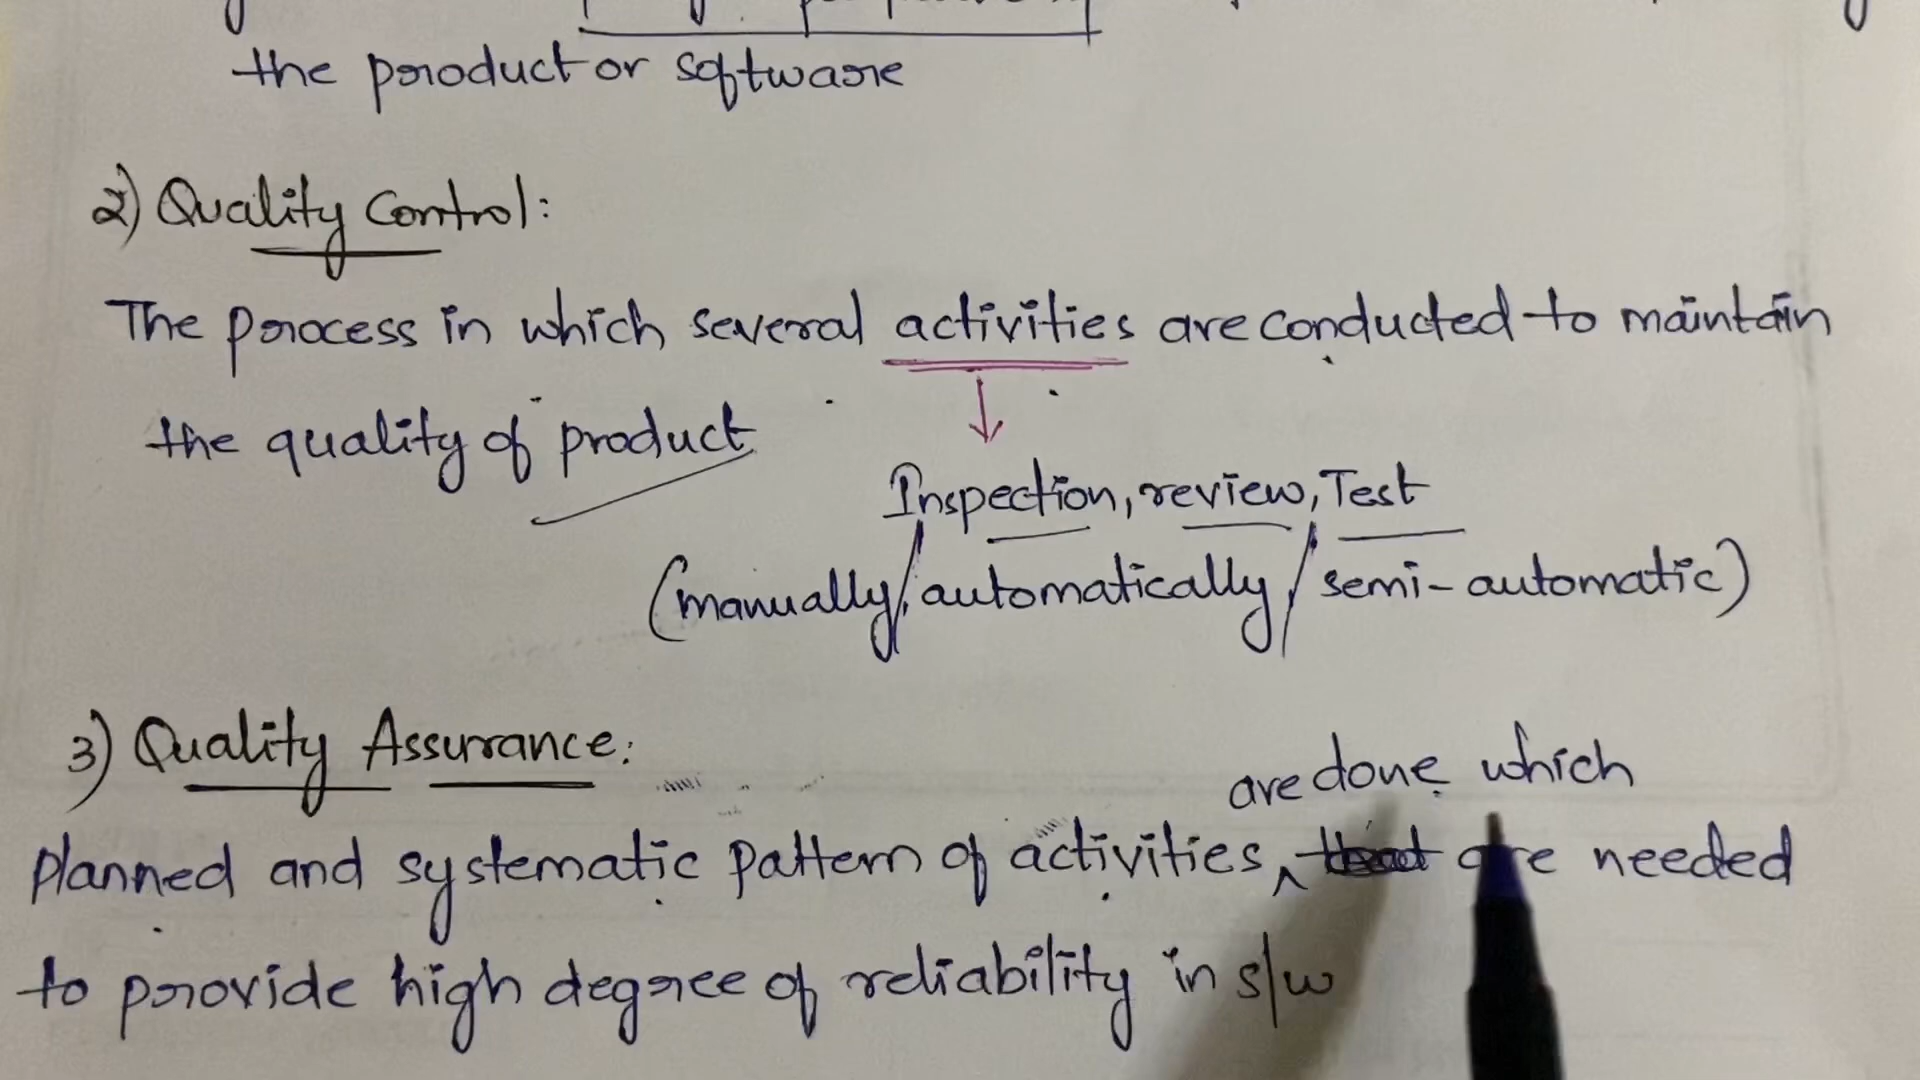 the product or software
2) Quality Control:
The process in which several activities are conducted to maintain
the quality of product
Inspection, review, Test
(manually/automatically/semi-automatic)
3) Quality Assurance:
are done which
planned and systematic pattern of activities, are needed
to provide high degree of reliability in s/w